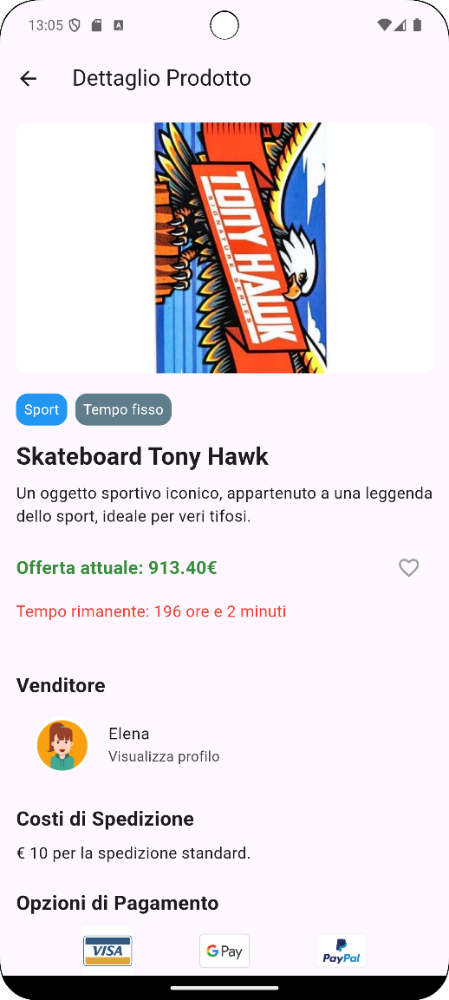 13:05
Dettaglio Prodotto
TONY HAWK
SIGNATURE SERIES
Sport
Tempo fisso
Skateboard Tony Hawk
Un oggetto sportivo iconico, appartenuto a una leggenda
dello sport, ideale per veri tifosi.
Offerta attuale: 913.40€
Tempo rimanente: 196 ore e 2 minuti
Venditore
Elena
Visualizza profilo
Costi di Spedizione
€ 10 per la spedizione standard.
Opzioni di Pagamento
VISA
G Pay
PayPal